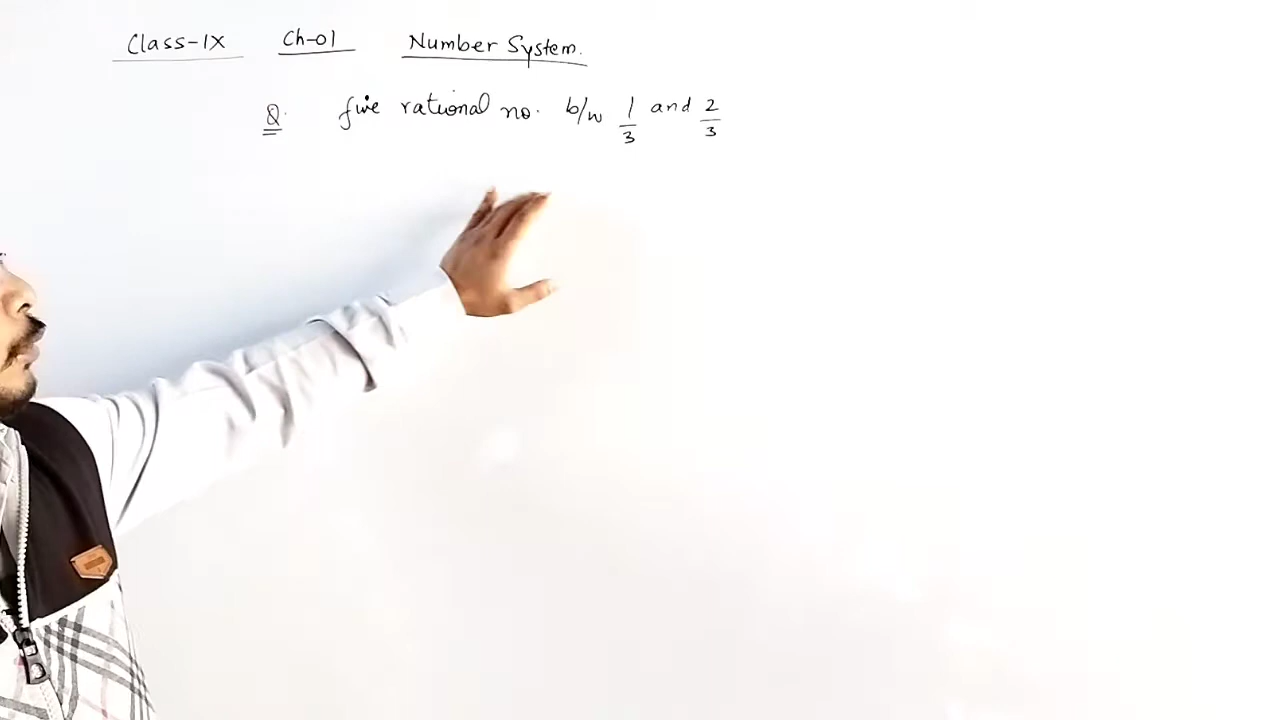 Class-IX Ch-01 Number System.
Q. five rational no. b/w 1/3 and 2/3